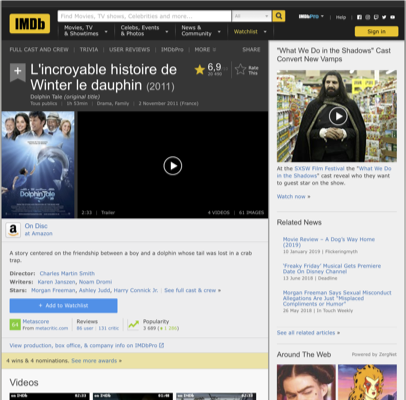 IMDb
Find Movies, TV shows, Celebrities and more...
All
IMDbPro
Help
Movies, TV & Showtimes
Celebs, Events & Photos
News & Community
Watchlist
Sign in
FULL CAST AND CREW | TRIVIA | USER REVIEWS | IMDbPro | MORE
SHARE
L'incroyable histoire de
Winter le dauphin (2011)
Dolphin Tale (original title)
Tous publics | 1h 53min | Drama, Family | 2 November 2011 (France)
6,9
Rate
This
2:33 | Trailer
4 VIDEOS | 61 IMAGES
On Disc
at Amazon
A story centered on the friendship between a boy and a dolphin whose tail was lost in a crab
trap.
Director: Charles Martin Smith
Writers: Karen Janszen, Noam Dromi
Stars: Morgan Freeman, Ashley Judd, Harry Connick Jr. | See full cast & crew »
+ Add to Watchlist
Metascore
From metacritic.com
Reviews
86 user | 131 critic
Popularity
View production, box office, & company info on IMDbPro
4 wins & 4 nominations. See more awards »
Videos
"What We Do in the Shadows" Cast
Convert New Vamps
At the SXSW Film Festival the "What We Do
in the Shadows" cast reveal who they want
to guest star on the show.
Watch now »
Related News
Movie Review – A Dog's Way Home
(2019)
10 January 2019 | Flickeringmyth
'Freaky Friday' Musical Gets Premiere
Date On Disney Channel
13 June 2018 | Deadline
Morgan Freeman Says Sexual Misconduct
Allegations Are Just "Misplaced
Compliments or Humor"
26 May 2018 | In Touch Weekly
See all related articles »
Around The Web
Powered by ZergNet